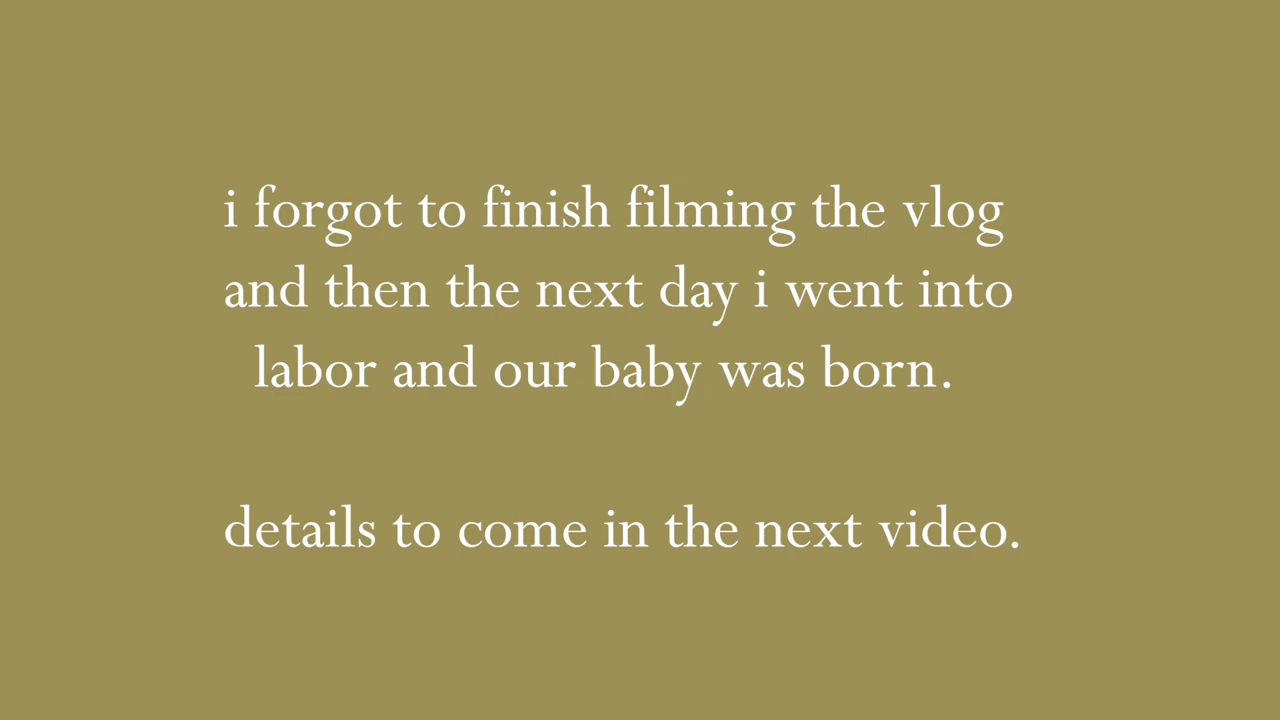 i forgot to finish filming the vlog
and then the next day i went into
labor and our baby was born.
details to come in the next video.